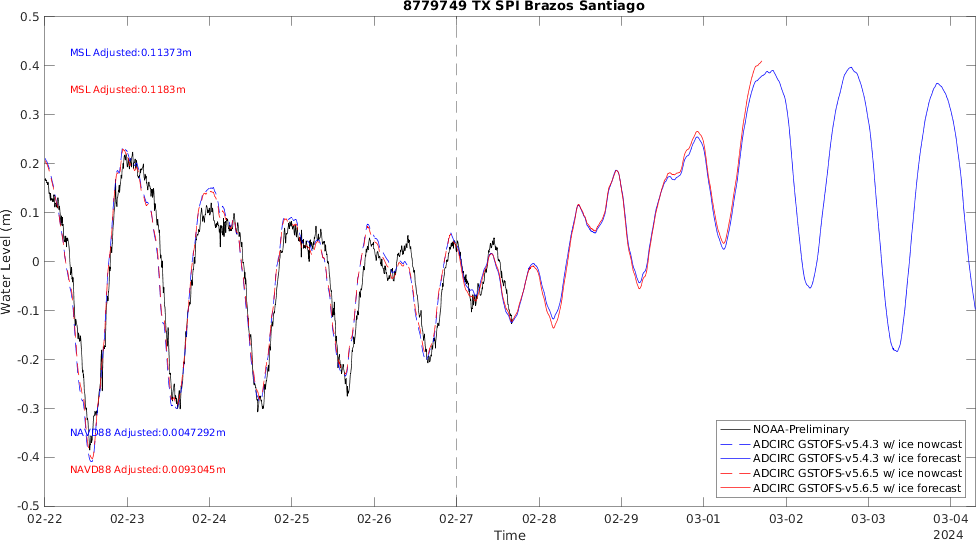 8779749 TX SPI Brazos Santiago
0.5
0.4
0.3
0.2
0.1
0
-0.1
-0.2
-0.3
-0.4
-0.5
Water Level (m)
MSL Adjusted:0.11373m
MSL Adjusted:0.1183m
NAVD88 Adjusted:0.0047292m
NAVD88 Adjusted:0.0093045m
NOAA-Preliminary
ADCIRC GSTOFS-v5.4.3 w/ ice nowcast
ADCIRC GSTOFS-v5.4.3 w/ ice forecast
ADCIRC GSTOFS-v5.6.5 w/ ice nowcast
ADCIRC GSTOFS-v5.6.5 w/ ice forecast
02-22 02-23 02-24 02-25 02-26 02-27 02-28 02-29 03-01 03-02 03-03 03-04
Time
2024